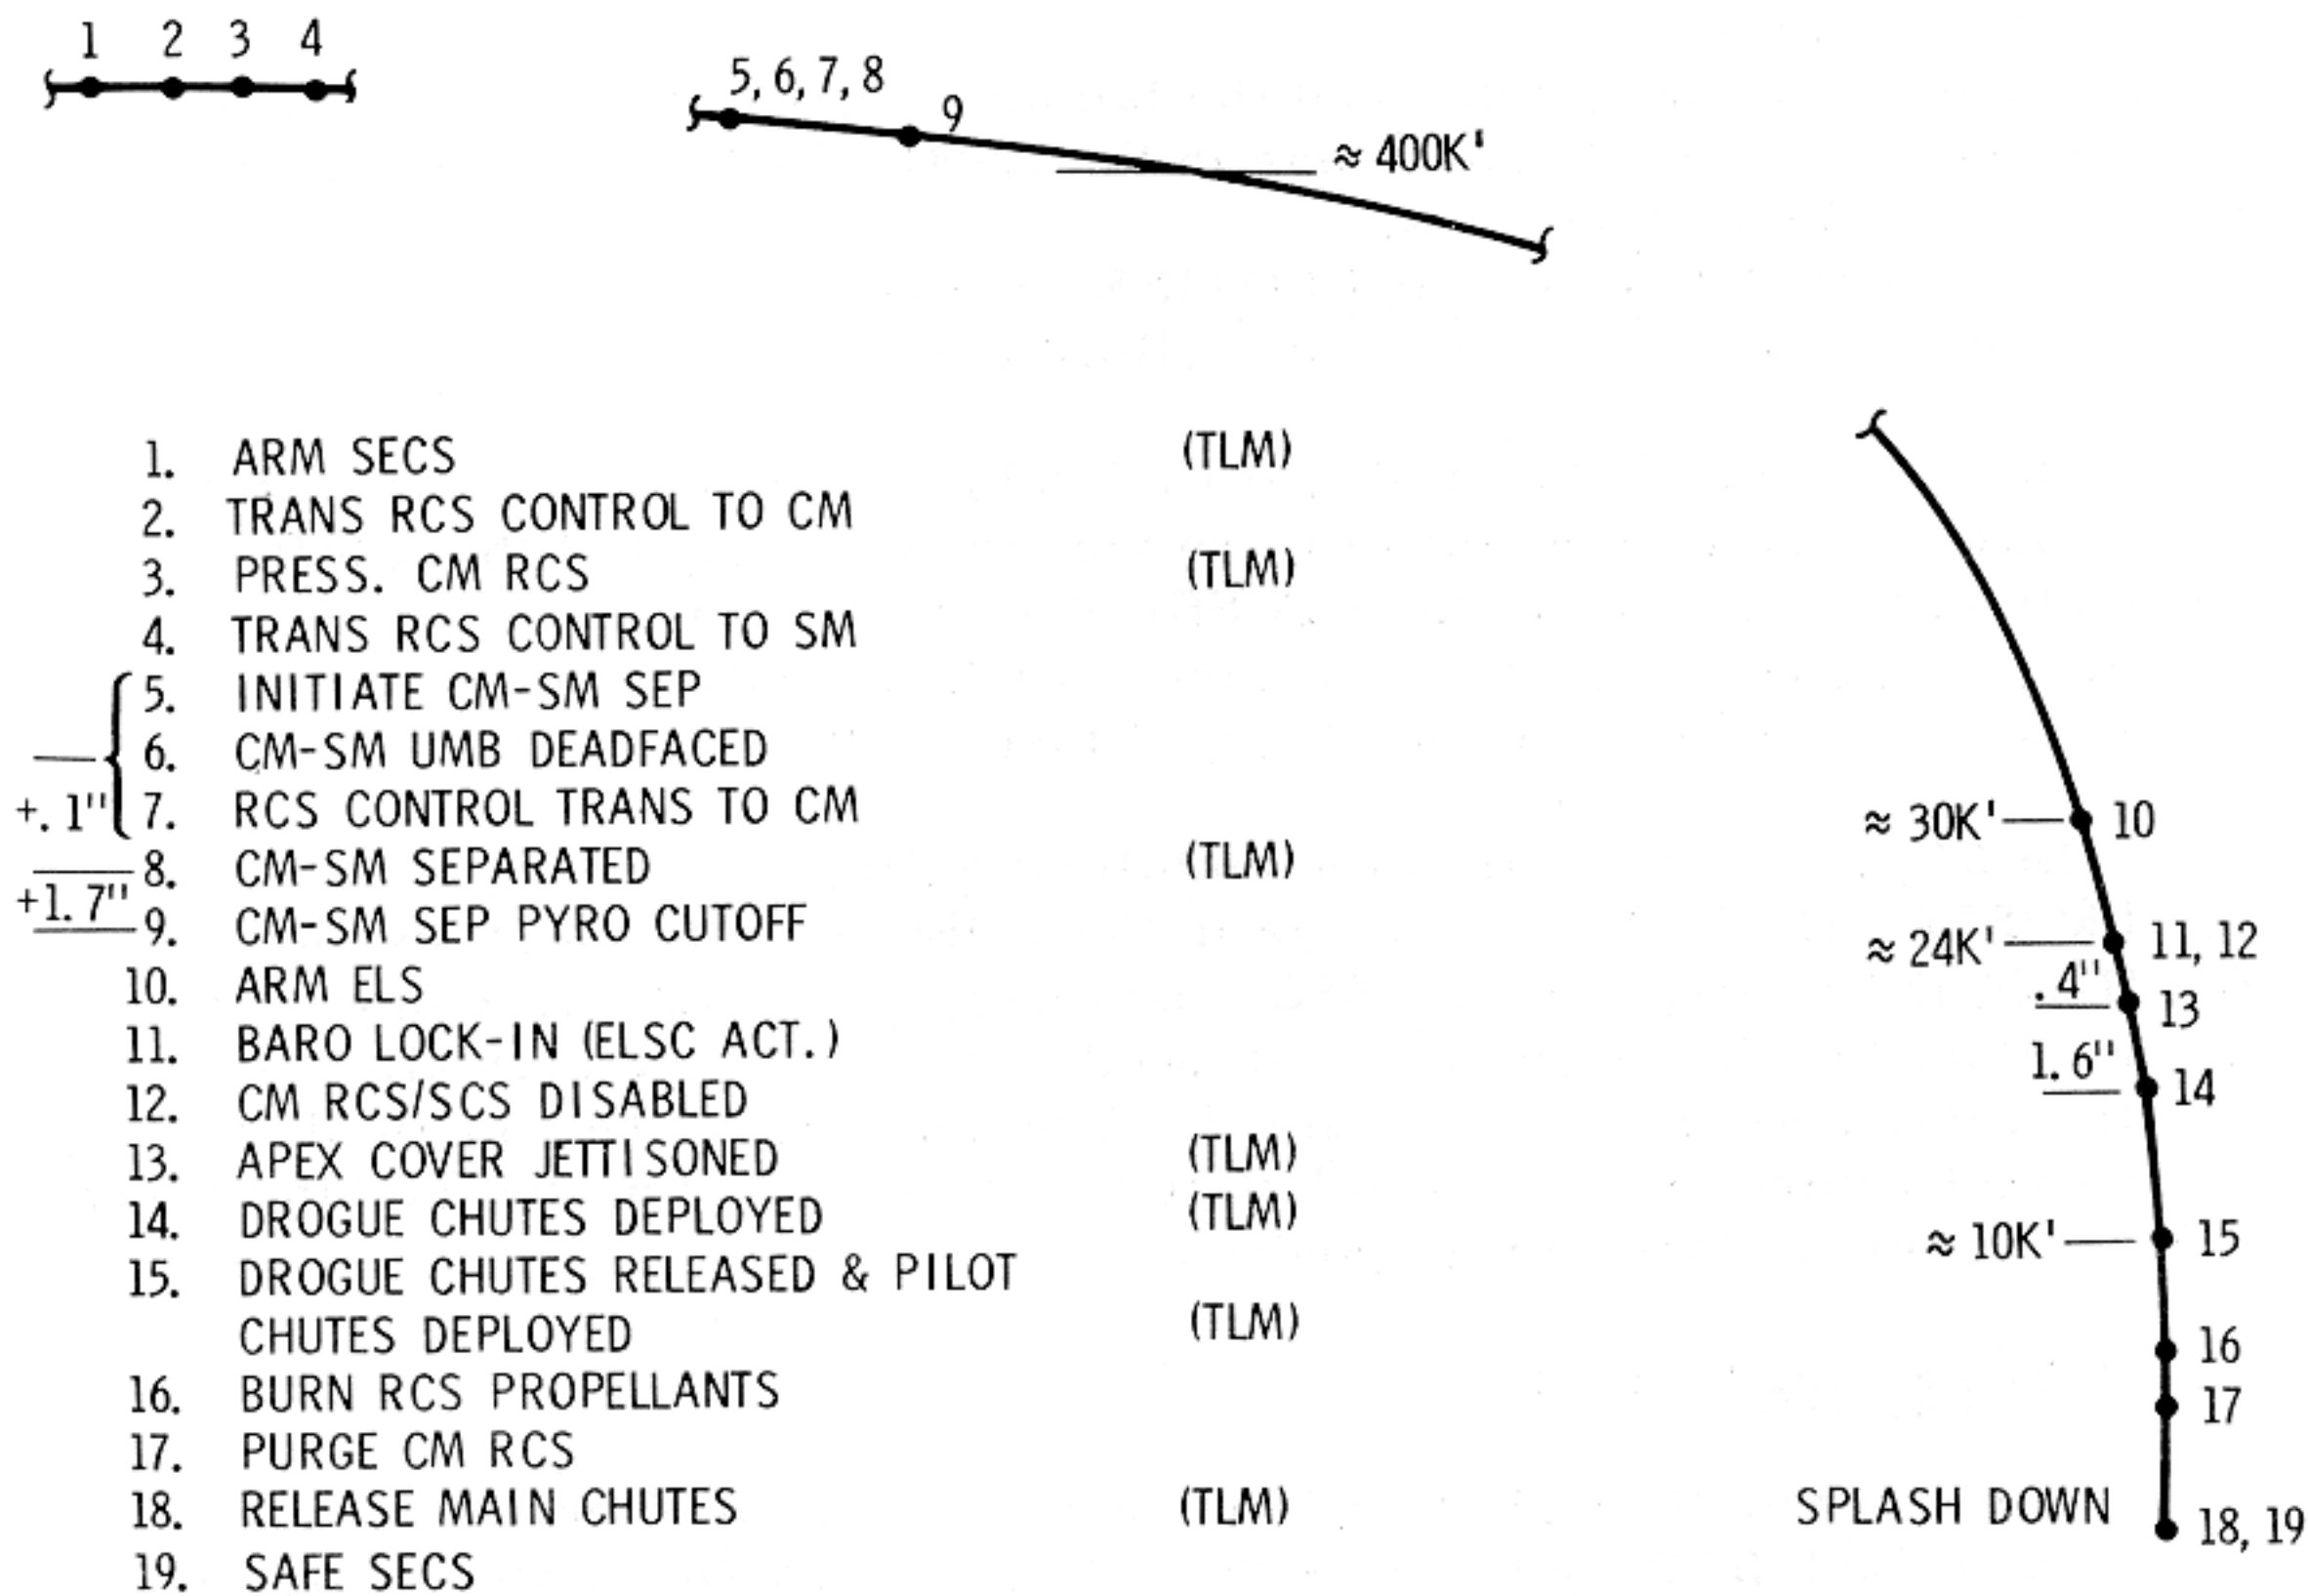 1 2 3 4
5, 6, 7, 8
9
≈ 400K'
1. ARM SECS (TLM)
2. TRANS RCS CONTROL TO CM
3. PRESS. CM RCS (TLM)
4. TRANS RCS CONTROL TO SM
5. INITIATE CM-SM SEP
6. CM-SM UMB DEADFACED
+.1" 7. RCS CONTROL TRANS TO CM
8. CM-SM SEPARATED (TLM)
+1.7" 9. CM-SM SEP PYRO CUTOFF
10. ARM ELS
11. BARO LOCK-IN (ELSC ACT.)
12. CM RCS/SCS DISABLED
13. APEX COVER JETTISONED (TLM)
14. DROGUE CHUTES DEPLOYED (TLM)
15. DROGUE CHUTES RELEASED & PILOT
CHUTES DEPLOYED (TLM)
16. BURN RCS PROPELLANTS
17. PURGE CM RCS
18. RELEASE MAIN CHUTES (TLM)
19. SAFE SECS
≈ 30K' 10
≈ 24K' 11, 12
.4" 13
1.6" 14
≈ 10K' 15
16
17
SPLASH DOWN 18, 19